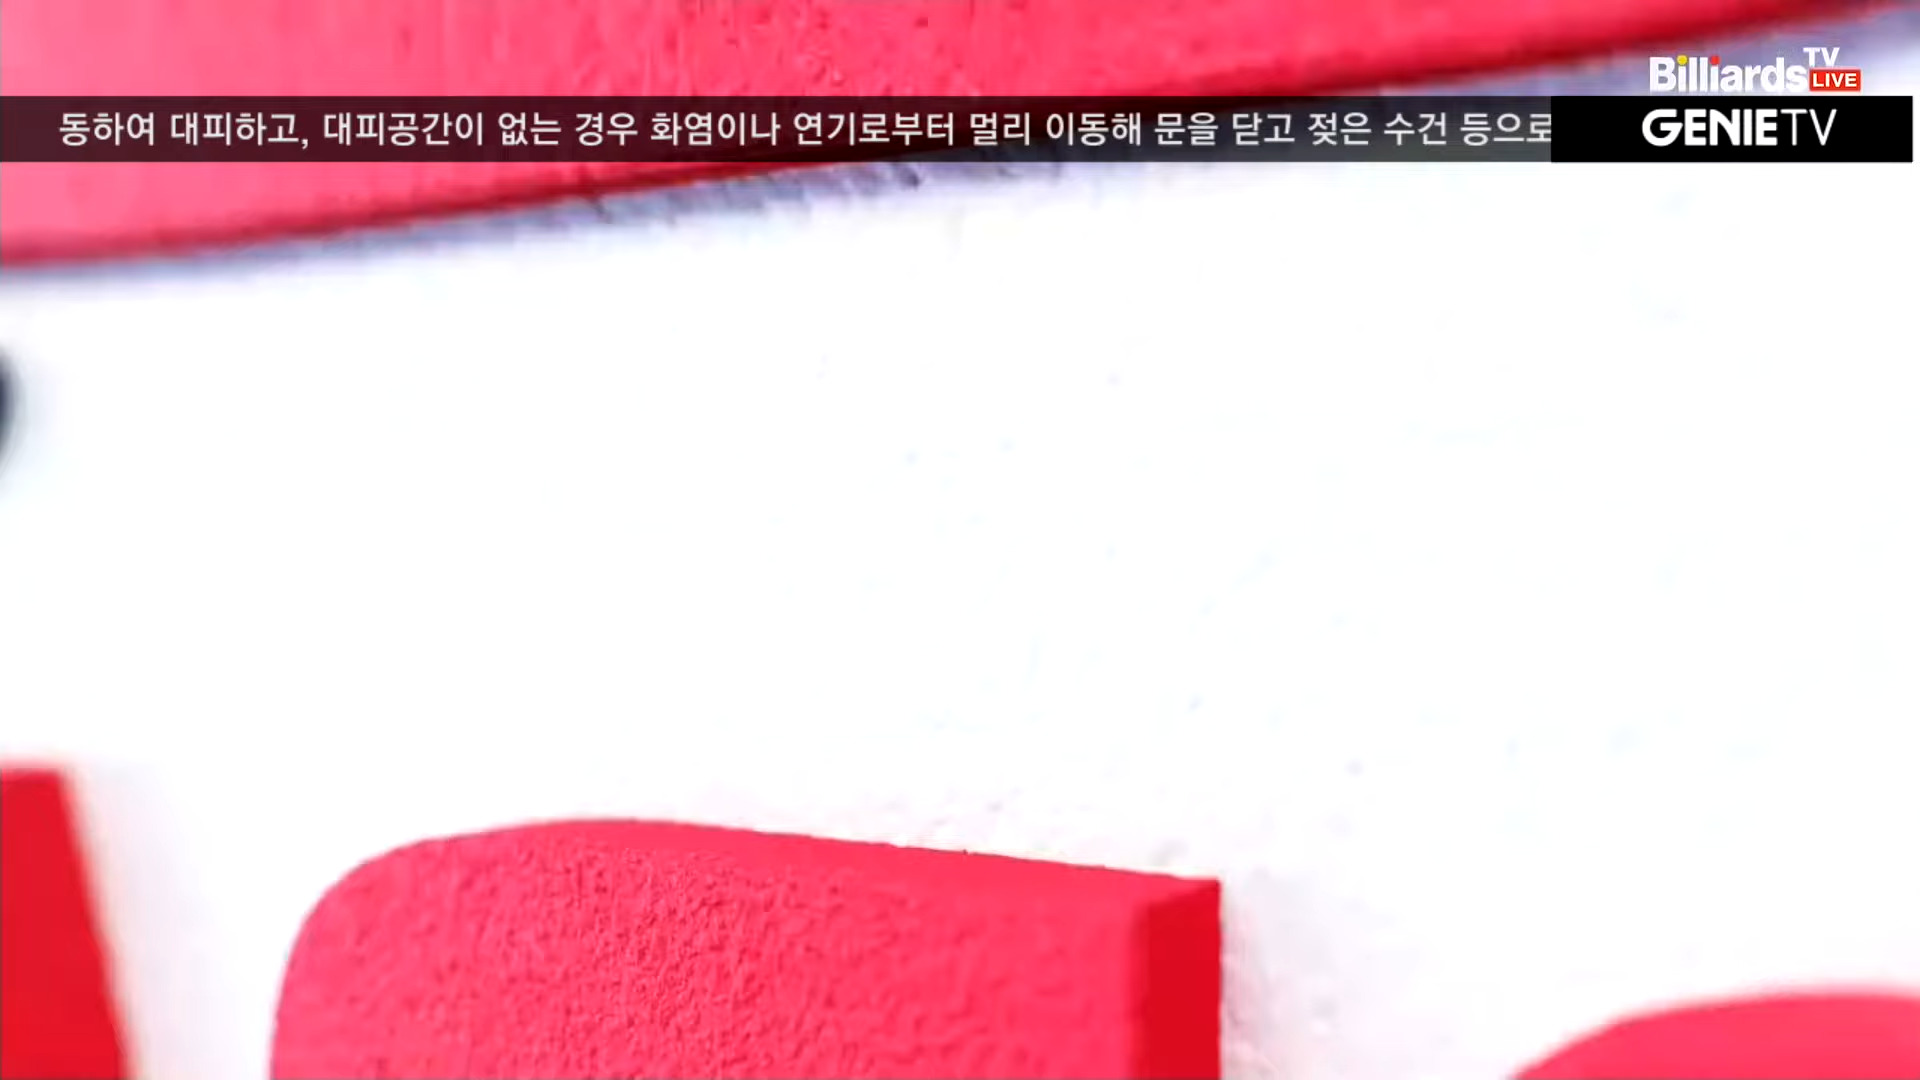 Billiards TV LIVE
동하여 대피하고, 대피공간이 없는 경우 화염이나 연기로부터 멀리 이동해 문을 닫고 젖은 수건 등으로
GENIE TV